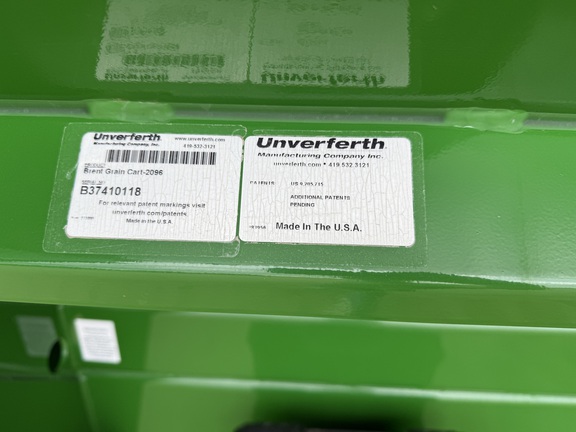 Unverferth
www.unverferth.com
Manufacturing Company, Inc.
419.532.3121
PRODUCT
Brent Grain Cart-2096
B37410118
For relevant patent markings visit
unverferth.com/patents.
Made in the U.S.A.
Unverferth
Manufacturing Company Inc.
unverferth.com • 419.532.3121
PATENTS:
ADDITIONAL PATENTS
PENDING
Made In The U.S.A.